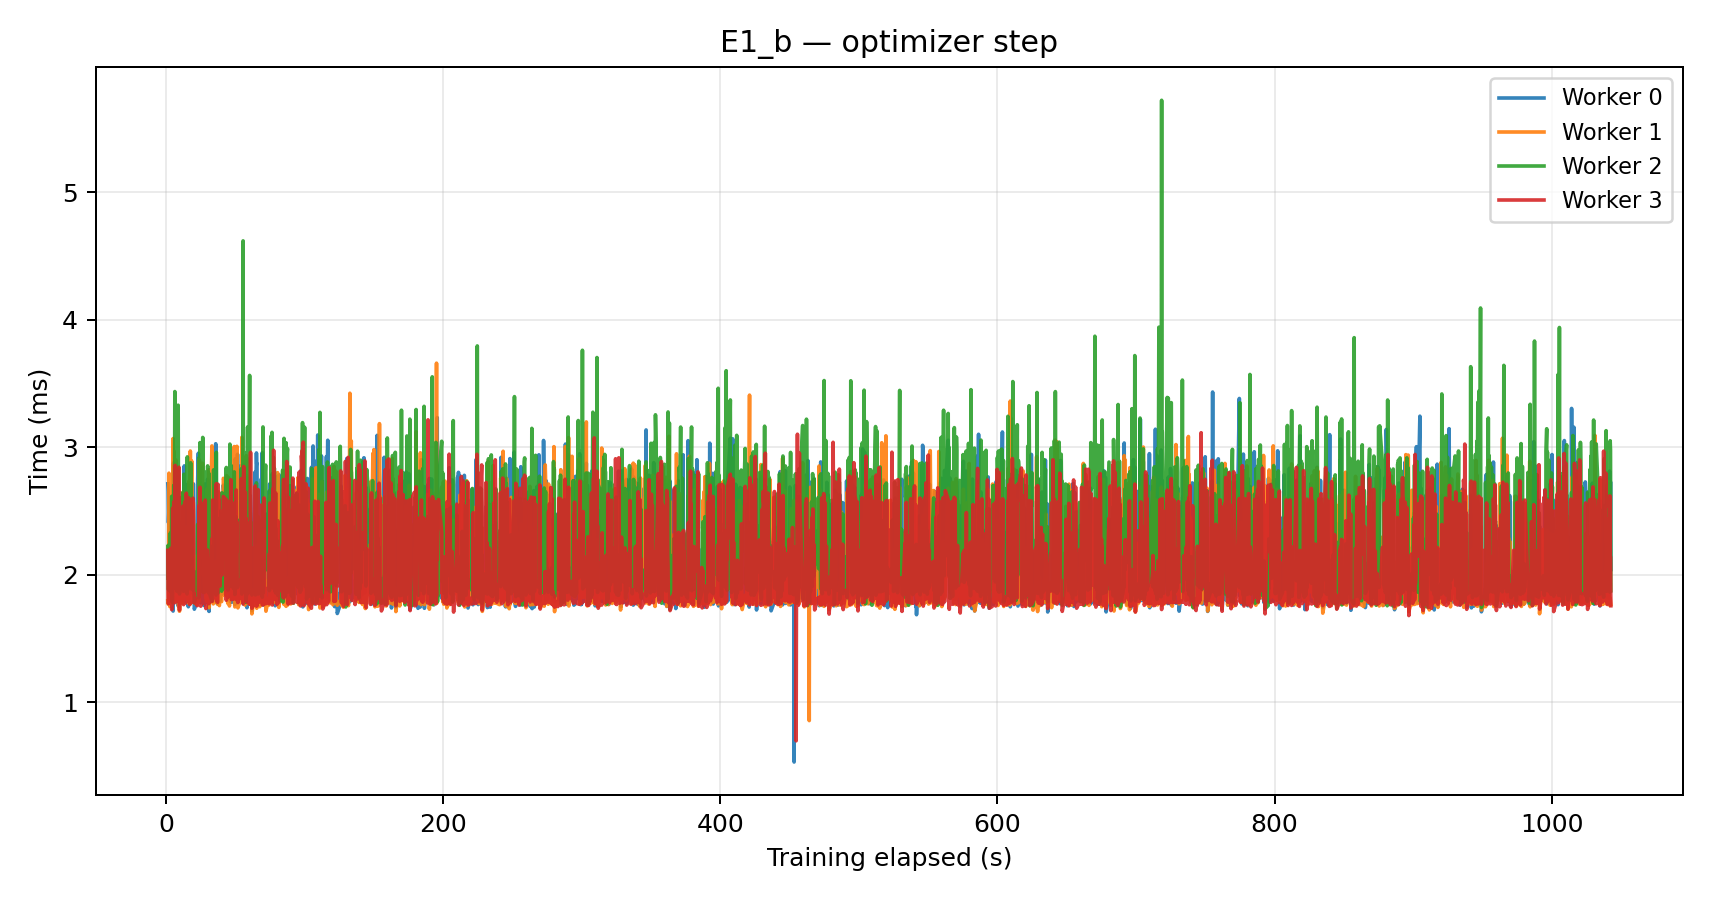 E1_b — optimizer step
Worker 0
Worker 1
Worker 2
Worker 3
5
4
3
2
1
Time (ms)
0 200 400 600 800 1000
Training elapsed (s)